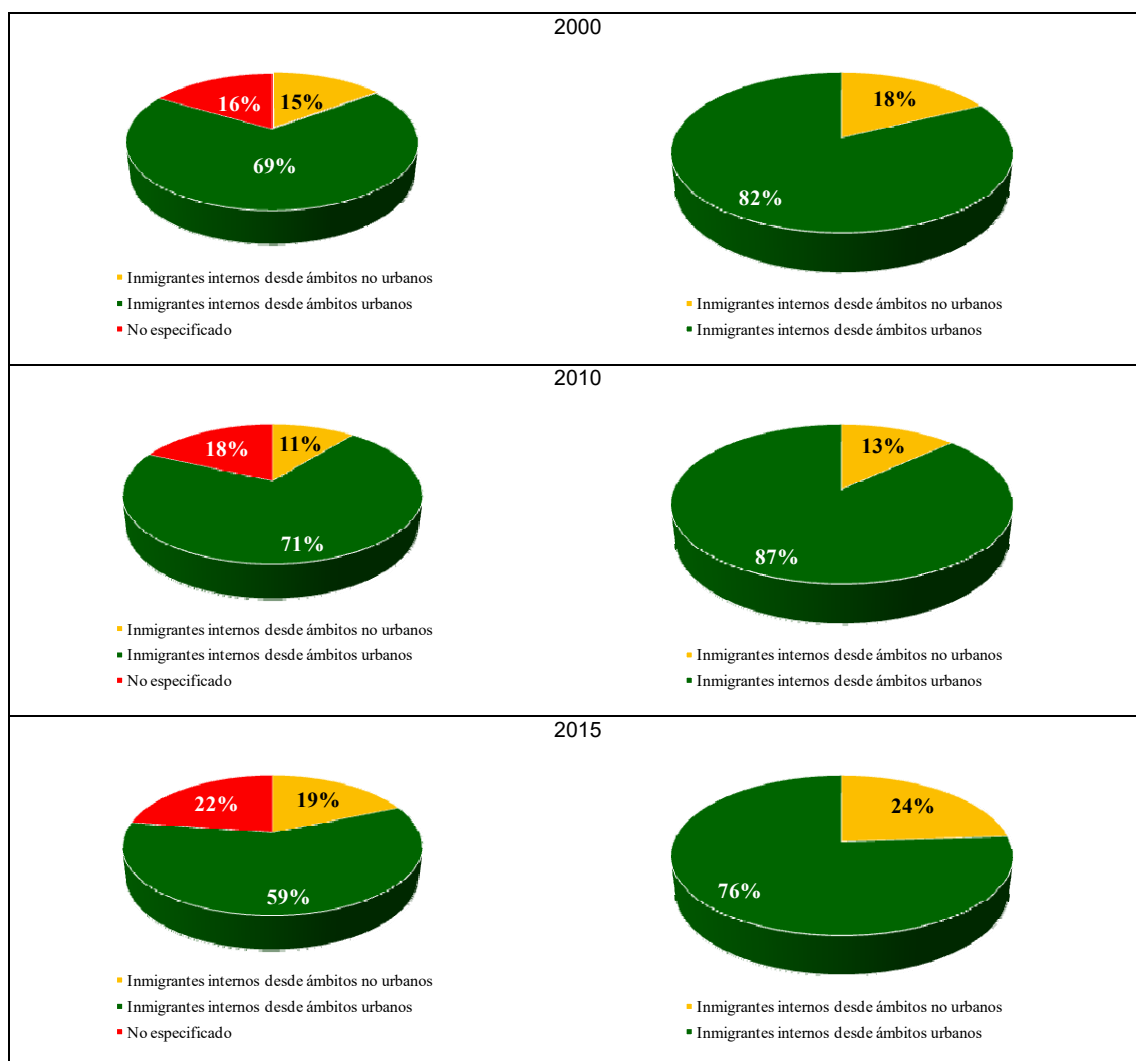 2000
16%
15%
69%
Inmigrantes internos desde ámbitos no urbanos
Inmigrantes internos desde ámbitos urbanos
No especificado
18%
82%
Inmigrantes internos desde ámbitos no urbanos
Inmigrantes internos desde ámbitos urbanos
2010
18%
11%
71%
Inmigrantes internos desde ámbitos no urbanos
Inmigrantes internos desde ámbitos urbanos
No especificado
13%
87%
Inmigrantes internos desde ámbitos no urbanos
Inmigrantes internos desde ámbitos urbanos
2015
22%
19%
59%
Inmigrantes internos desde ámbitos no urbanos
Inmigrantes internos desde ámbitos urbanos
No especificado
24%
76%
Inmigrantes internos desde ámbitos no urbanos
Inmigrantes internos desde ámbitos urbanos